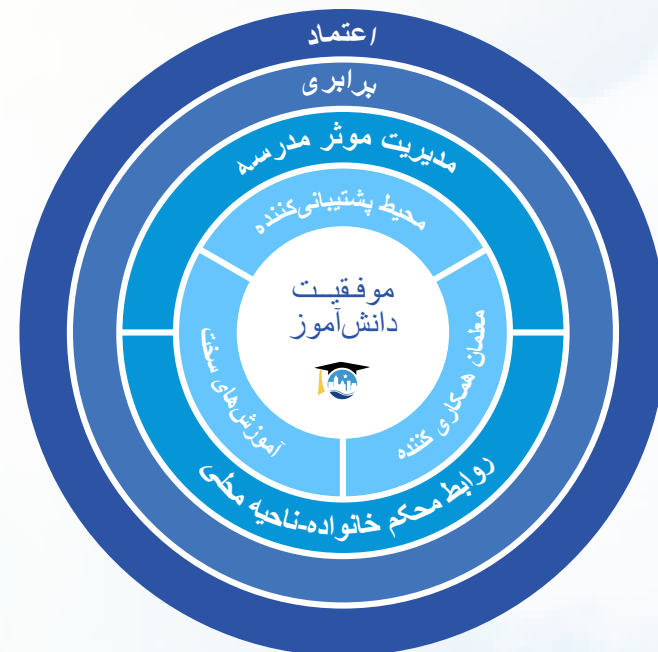 اعتماد
برابری
مدیریت موثر مدرسه
محیط پشتیبانی‌کننده
موفقیت
دانش‌آموز
معلمان همکاری کننده
آموزش‌های سخت
روابط محکم خانواده-ناحیه محلی